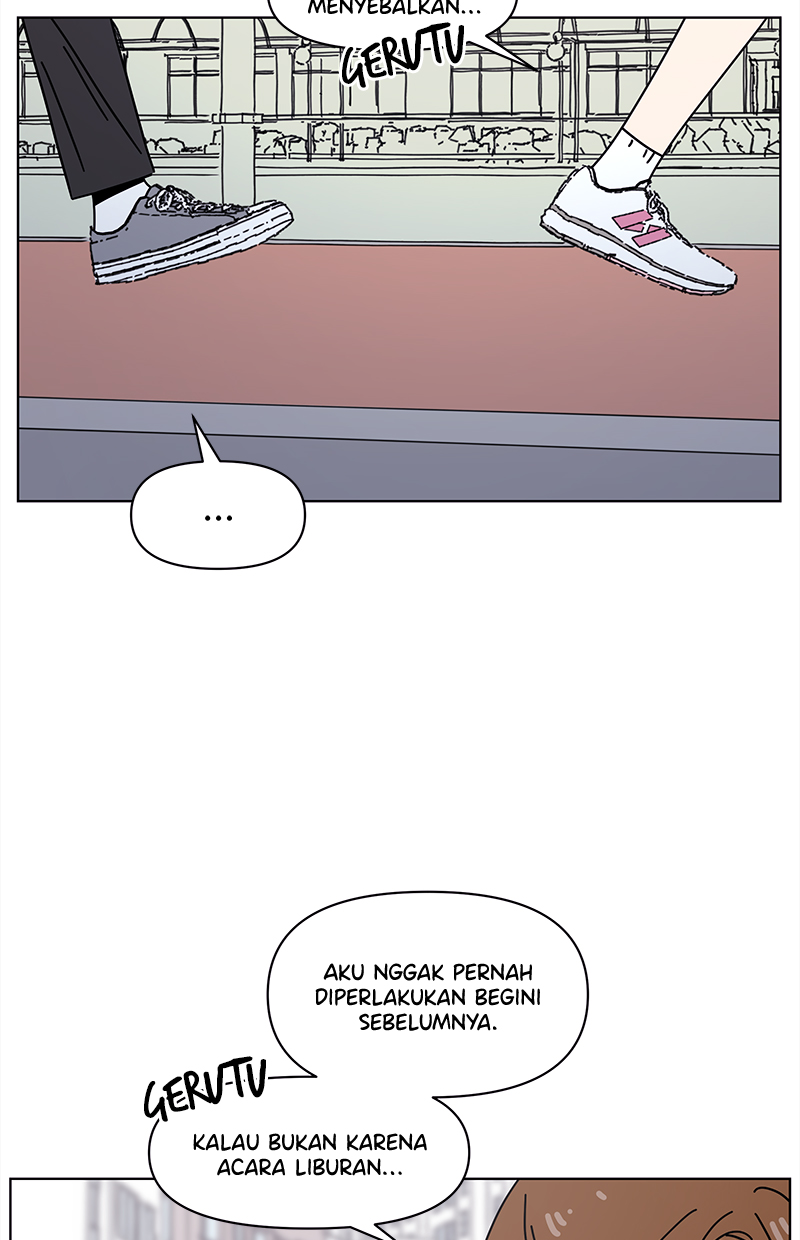 MENYEBALKAN...
GERUTU
...
AKU NGGAK PERNAH
DIPERLAKUKAN BEGINI
SEBELUMNYA.
GERUTU
KALAU BUKAN KARENA
ACARA LIBURAN...